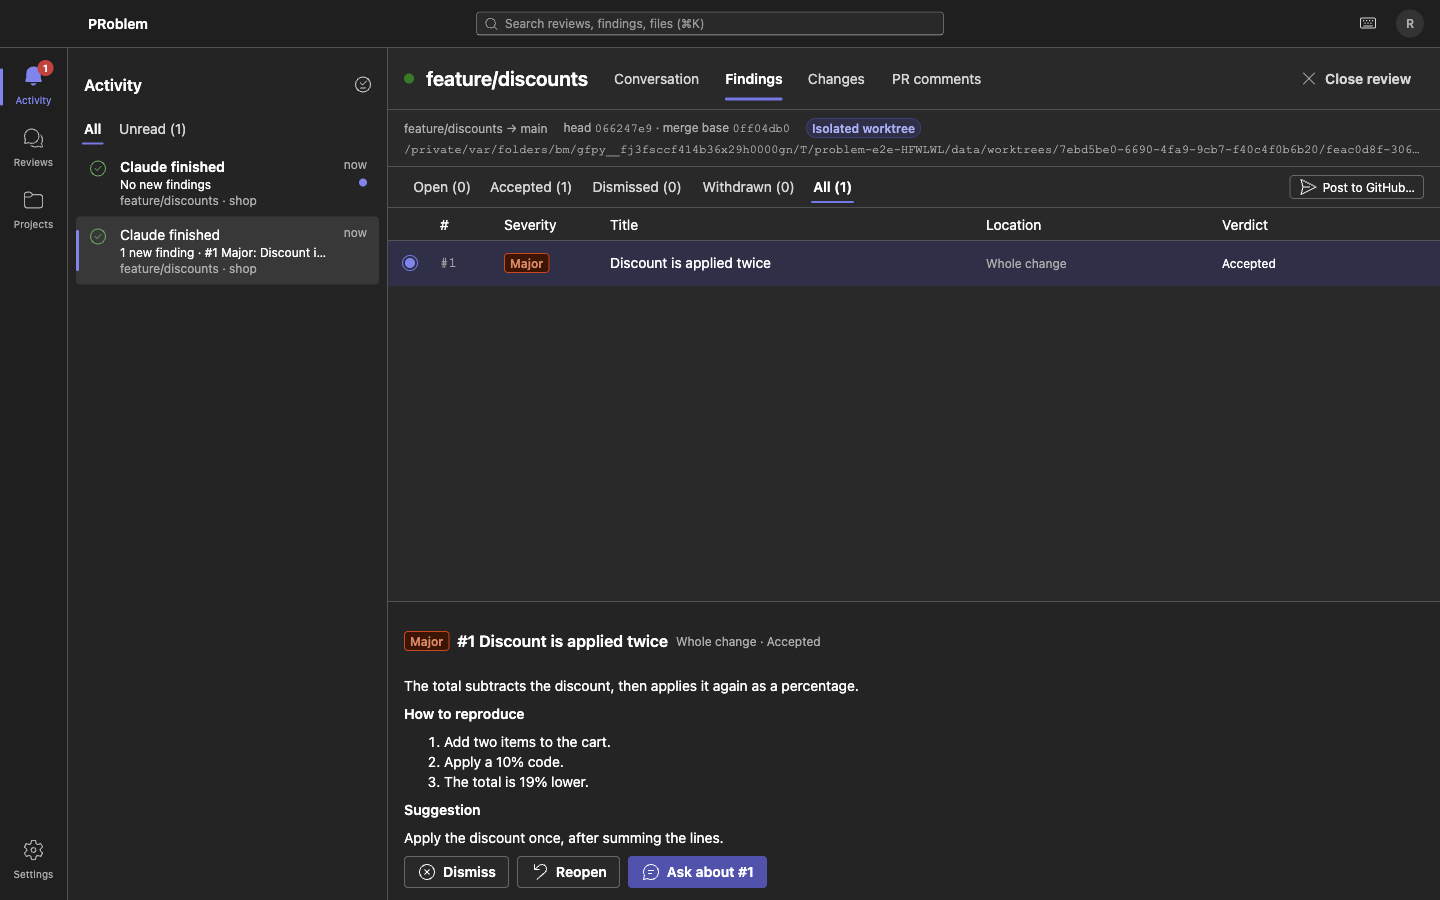 PRoblem
Search reviews, findings, files (⌘K)
R
1
Activity
Reviews
Projects
Settings
Activity
All
Unread (1)
Claude finished
now
No new findings
feature/discounts · shop
Claude finished
now
1 new finding · #1 Major: Discount i...
feature/discounts · shop
feature/discounts
Conversation
Findings
Changes
PR comments
Close review
feature/discounts → main
head 066247e9 · merge base 0ff04db0
Isolated worktree
/private/var/folders/bm/gfpy__fj3fsccf414b36x29h0000gn/T/problem-e2e-HFWLWL/data/worktrees/7ebd5be0-6690-4fa9-9cb7-f40c4f0b6b20/feac0d8f-306...
Open (0)
Accepted (1)
Dismissed (0)
Withdrawn (0)
All (1)
Post to GitHub...
#
Severity
Title
Location
Verdict
#1
Major
Discount is applied twice
Whole change
Accepted
Major
#1 Discount is applied twice
Whole change · Accepted
The total subtracts the discount, then applies it again as a percentage.
How to reproduce
1. Add two items to the cart.
2. Apply a 10% code.
3. The total is 19% lower.
Suggestion
Apply the discount once, after summing the lines.
Dismiss
Reopen
Ask about #1